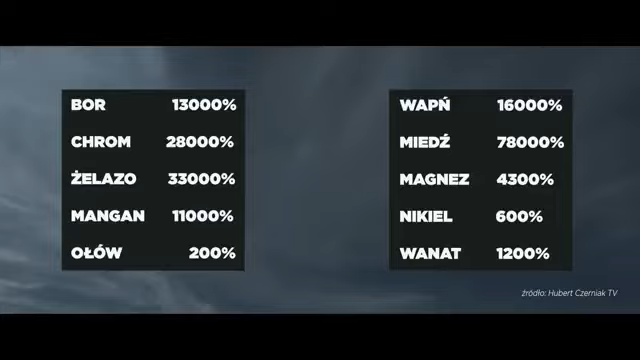 BOR 13000%
CHROM 28000%
ŻELAZO 33000%
MANGAN 11000%
OŁÓW 200%
WAPŃ 16000%
MIEDŹ 78000%
MAGNEZ 4300%
NIKIEL 600%
WANAT 1200%
źródło: Hubert Czerniak TV